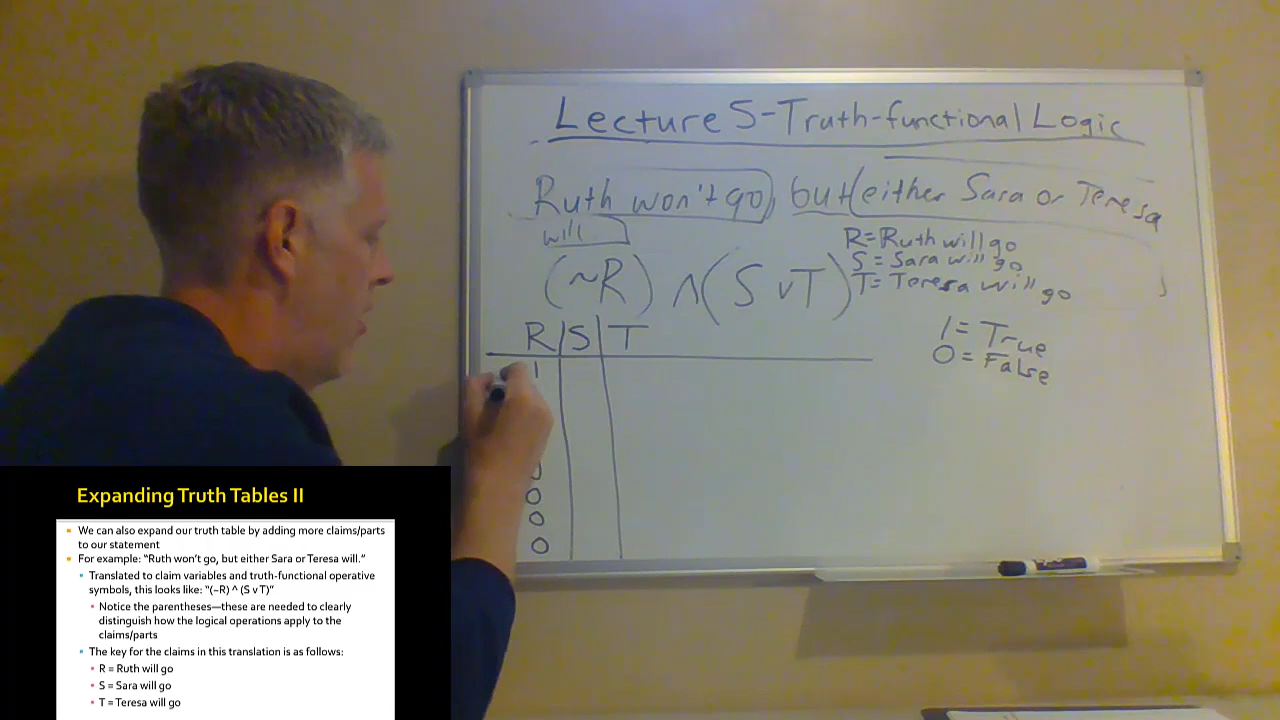 Lecture 5-Truth-functional Logic
Ruth won't go, but (either Sara or Teresa
will
R=Ruth will go
S = Sara will go
T= Teresa will go
(~R) ∧ (S v T)
R S T
1 = True
0 = False
1
0
0
0
0
Expanding Truth Tables II
We can also expand our truth table by adding more claims/parts
to our statement
For example: “Ruth won't go, but either Sara or Teresa will.”
Translated to claim variables and truth-functional operative
symbols, this looks like: “(~R) ^ (S v T)”
Notice the parentheses—these are needed to clearly
distinguish how the logical operations apply to the
claims/parts
The key for the claims in this translation is as follows:
R = Ruth will go
S = Sara will go
T = Teresa will go